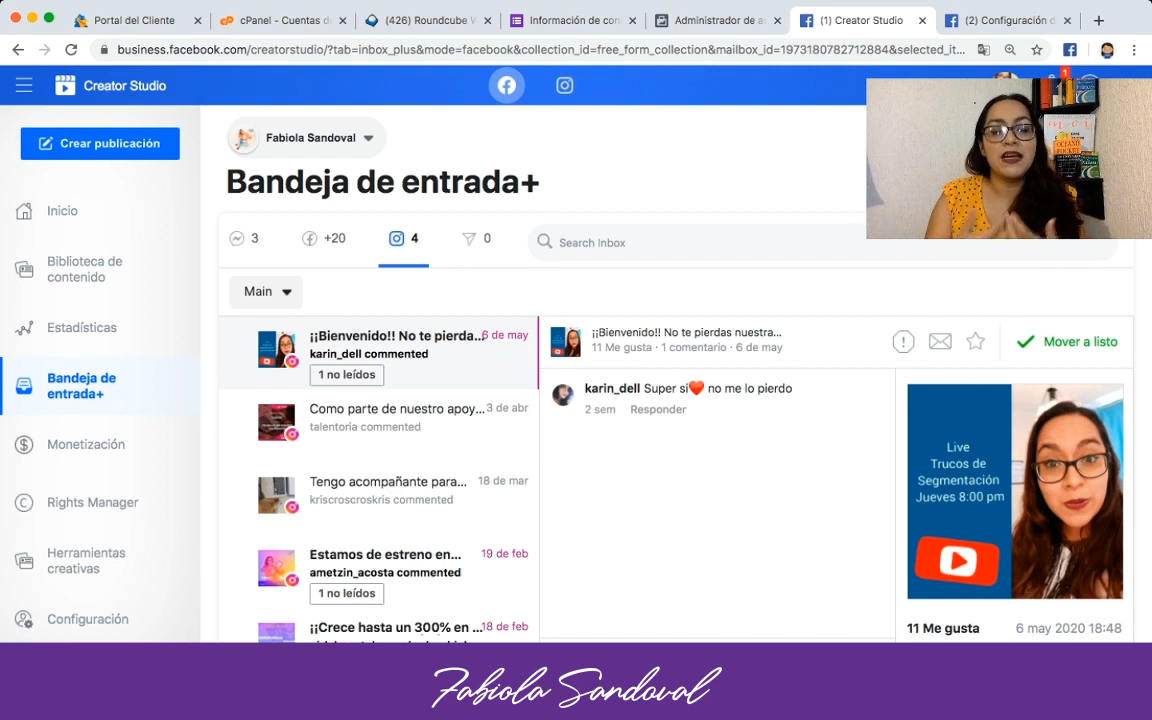 Portal del Cliente
cPanel - Cuentas d
(426) Roundcube W
Información de con
Administrador de a
(1) Creator Studio
(2) Configuración d
business.facebook.com/creatorstudio/?tab=inbox_plus&mode=facebook&collection_id=free_form_collection&mailbox_id=1973180782712884&selected_it...
Creator Studio
1
Crear publicación
Inicio
Biblioteca de
contenido
Estadísticas
Bandeja de
entrada+
Monetización
Rights Manager
Herramientas
creativas
Configuración
Fabiola Sandoval
Bandeja de entrada+
3
+20
4
0
Search Inbox
Main
¡¡Bienvenido!! No te pierda... 6 de may
karin_dell commented
1 no leídos
Como parte de nuestro apoy... 3 de abr
talentoria commented
Tengo acompañante para... 18 de mar
kriscroscroskris commented
Estamos de estreno en... 19 de feb
ametzin_acosta commented
1 no leídos
¡¡Crece hasta un 300% en ... 18 de feb
¡¡Bienvenido!! No te pierdas nuestra...
11 Me gusta · 1 comentario · 6 de may
Mover a listo
karin_dell Super si❤️ no me lo pierdo
2 sem Responder
Live
Trucos de
Segmentación
Jueves 8:00 pm
11 Me gusta 6 may 2020 18:48
Fabiola Sandoval